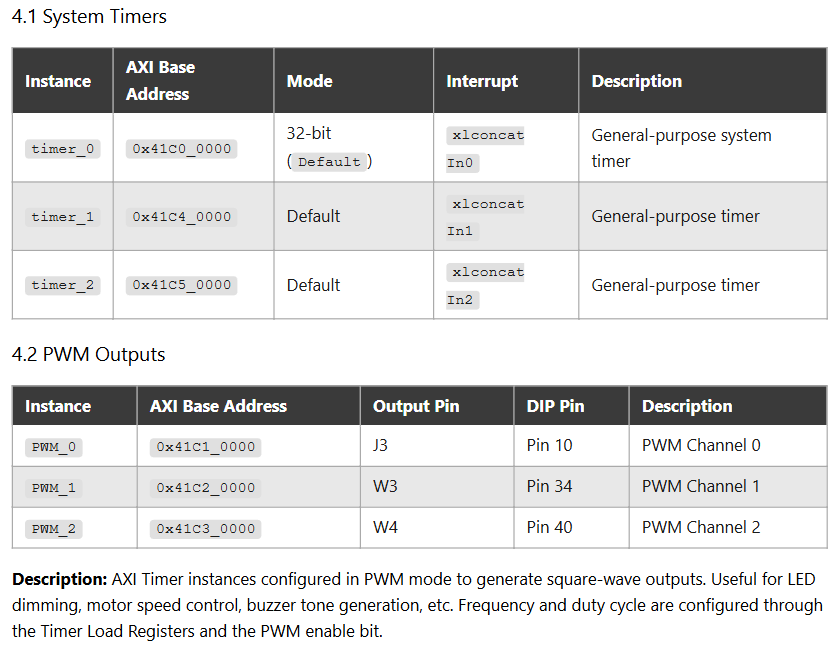 4.1 System Timers
Instance AXI Base Address Mode Interrupt Description
timer_0 0x41C0_0000 32-bit (Default) xlconcat In0 General-purpose system timer
timer_1 0x41C4_0000 Default xlconcat In1 General-purpose timer
timer_2 0x41C5_0000 Default xlconcat In2 General-purpose timer
4.2 PWM Outputs
Instance AXI Base Address Output Pin DIP Pin Description
PWM_0 0x41C1_0000 J3 Pin 10 PWM Channel 0
PWM_1 0x41C2_0000 W3 Pin 34 PWM Channel 1
PWM_2 0x41C3_0000 W4 Pin 40 PWM Channel 2
Description: AXI Timer instances configured in PWM mode to generate square-wave outputs. Useful for LED
dimming, motor speed control, buzzer tone generation, etc. Frequency and duty cycle are configured through
the Timer Load Registers and the PWM enable bit.